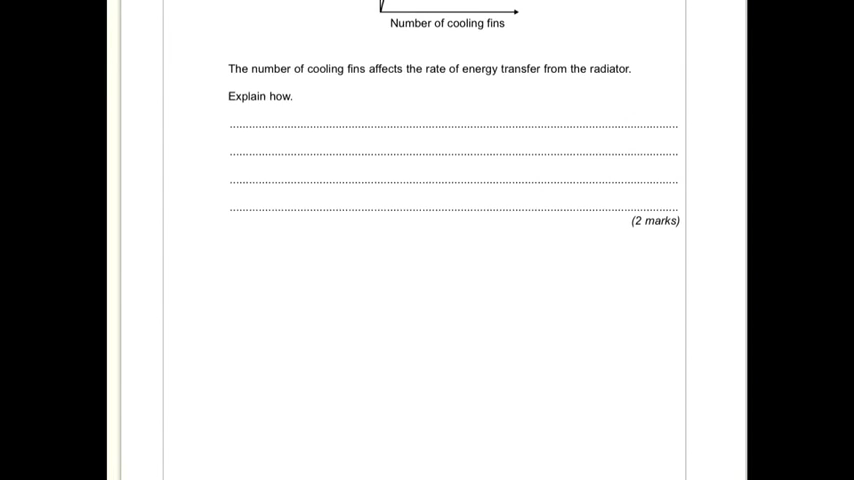 Number of cooling fins
The number of cooling fins affects the rate of energy transfer from the radiator.
Explain how.
(2 marks)